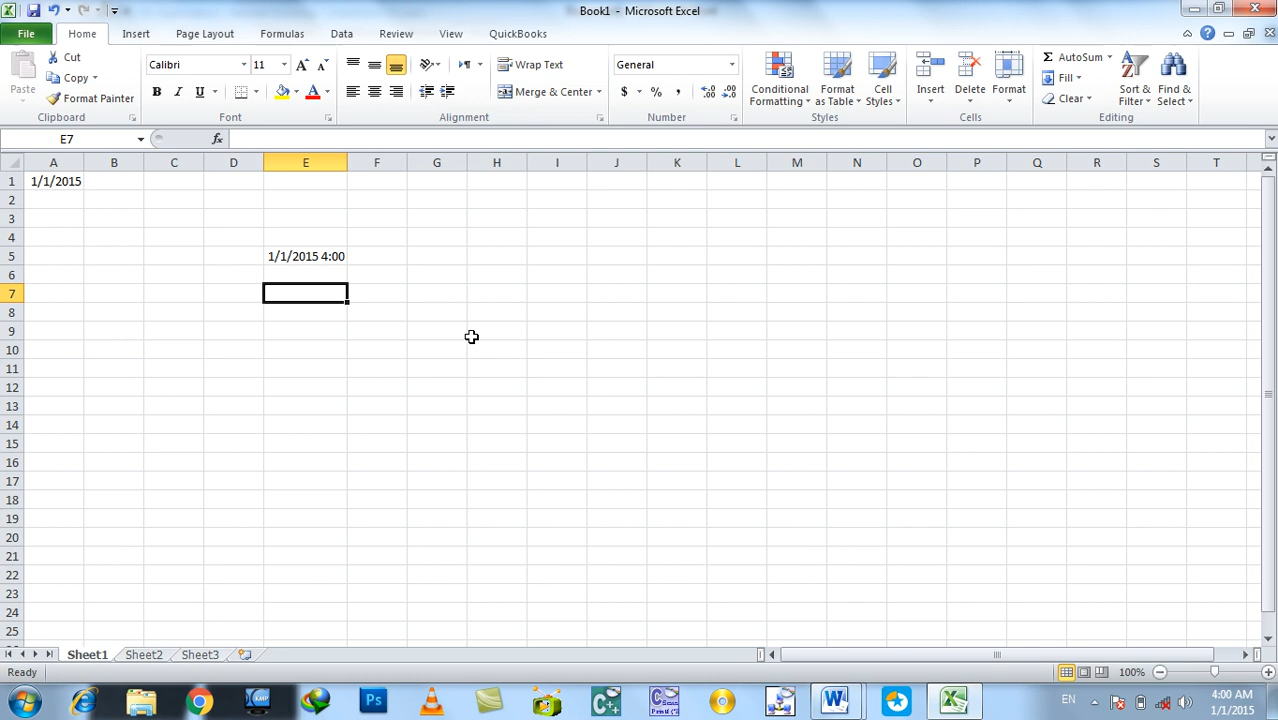 Book1 - Microsoft Excel
File Home Insert Page Layout Formulas Data Review View QuickBooks
Paste
Cut
Copy
Format Painter
Clipboard
Calibri 11
B I U
Font
Wrap Text
Merge & Center
Alignment
General
$ % ,
Number
Conditional Formatting
Format as Table
Cell Styles
Styles
Insert Delete Format
Cells
AutoSum
Fill
Clear
Sort & Filter
Find & Select
Editing
E7 fx
A B C D E F G H I J K L M N O P Q R S T
1 1/1/2015
2
3
4
5 1/1/2015 4:00
6
7
8
9
10
11
12
13
14
15
16
17
18
19
20
21
22
23
24
25
Sheet1 Sheet2 Sheet3
Ready 100%
Ps KMP C++ W EN
4:00 AM
1/1/2015